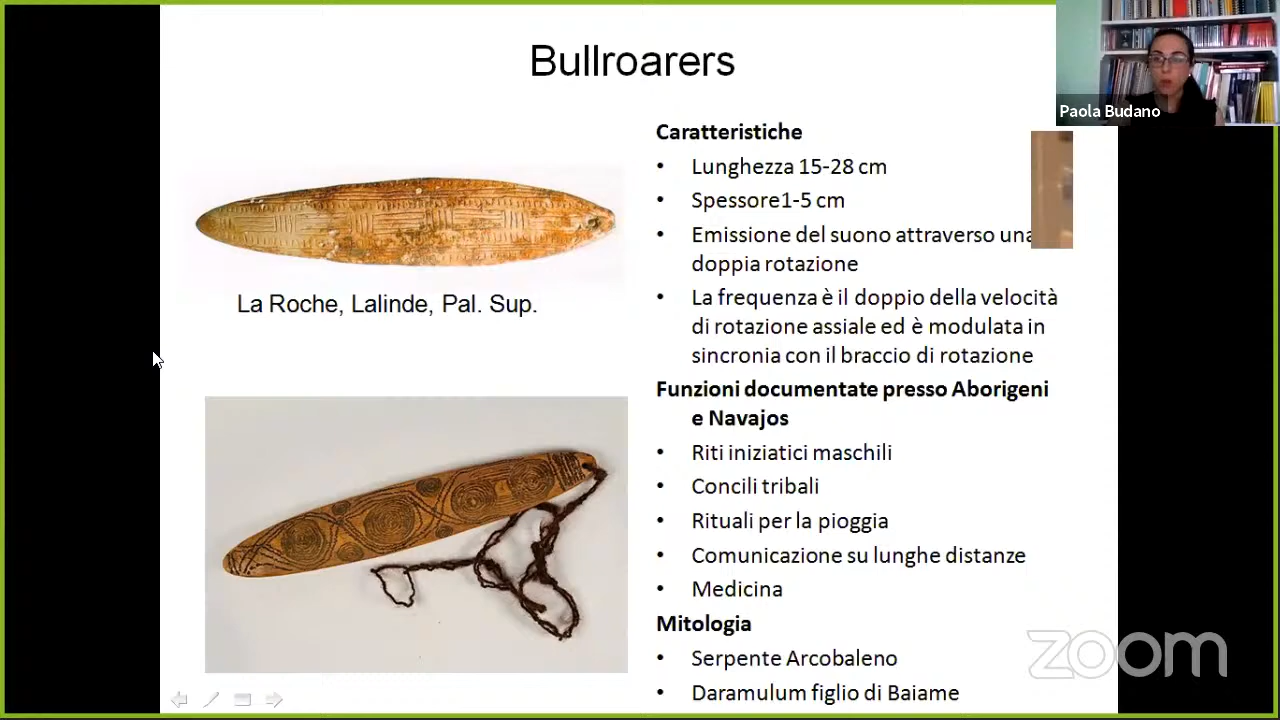 Bullroarers
Paola Budano
La Roche, Lalinde, Pal. Sup.
Caratteristiche
• Lunghezza 15-28 cm
• Spessore1-5 cm
• Emissione del suono attraverso una
doppia rotazione
• La frequenza è il doppio della velocità
di rotazione assiale ed è modulata in
sincronia con il braccio di rotazione
Funzioni documentate presso Aborigeni
e Navajos
• Riti iniziatici maschili
• Concili tribali
• Rituali per la pioggia
• Comunicazione su lunghe distanze
• Medicina
Mitologia
• Serpente Arcobaleno
• Daramulum figlio di Baiame
zoom